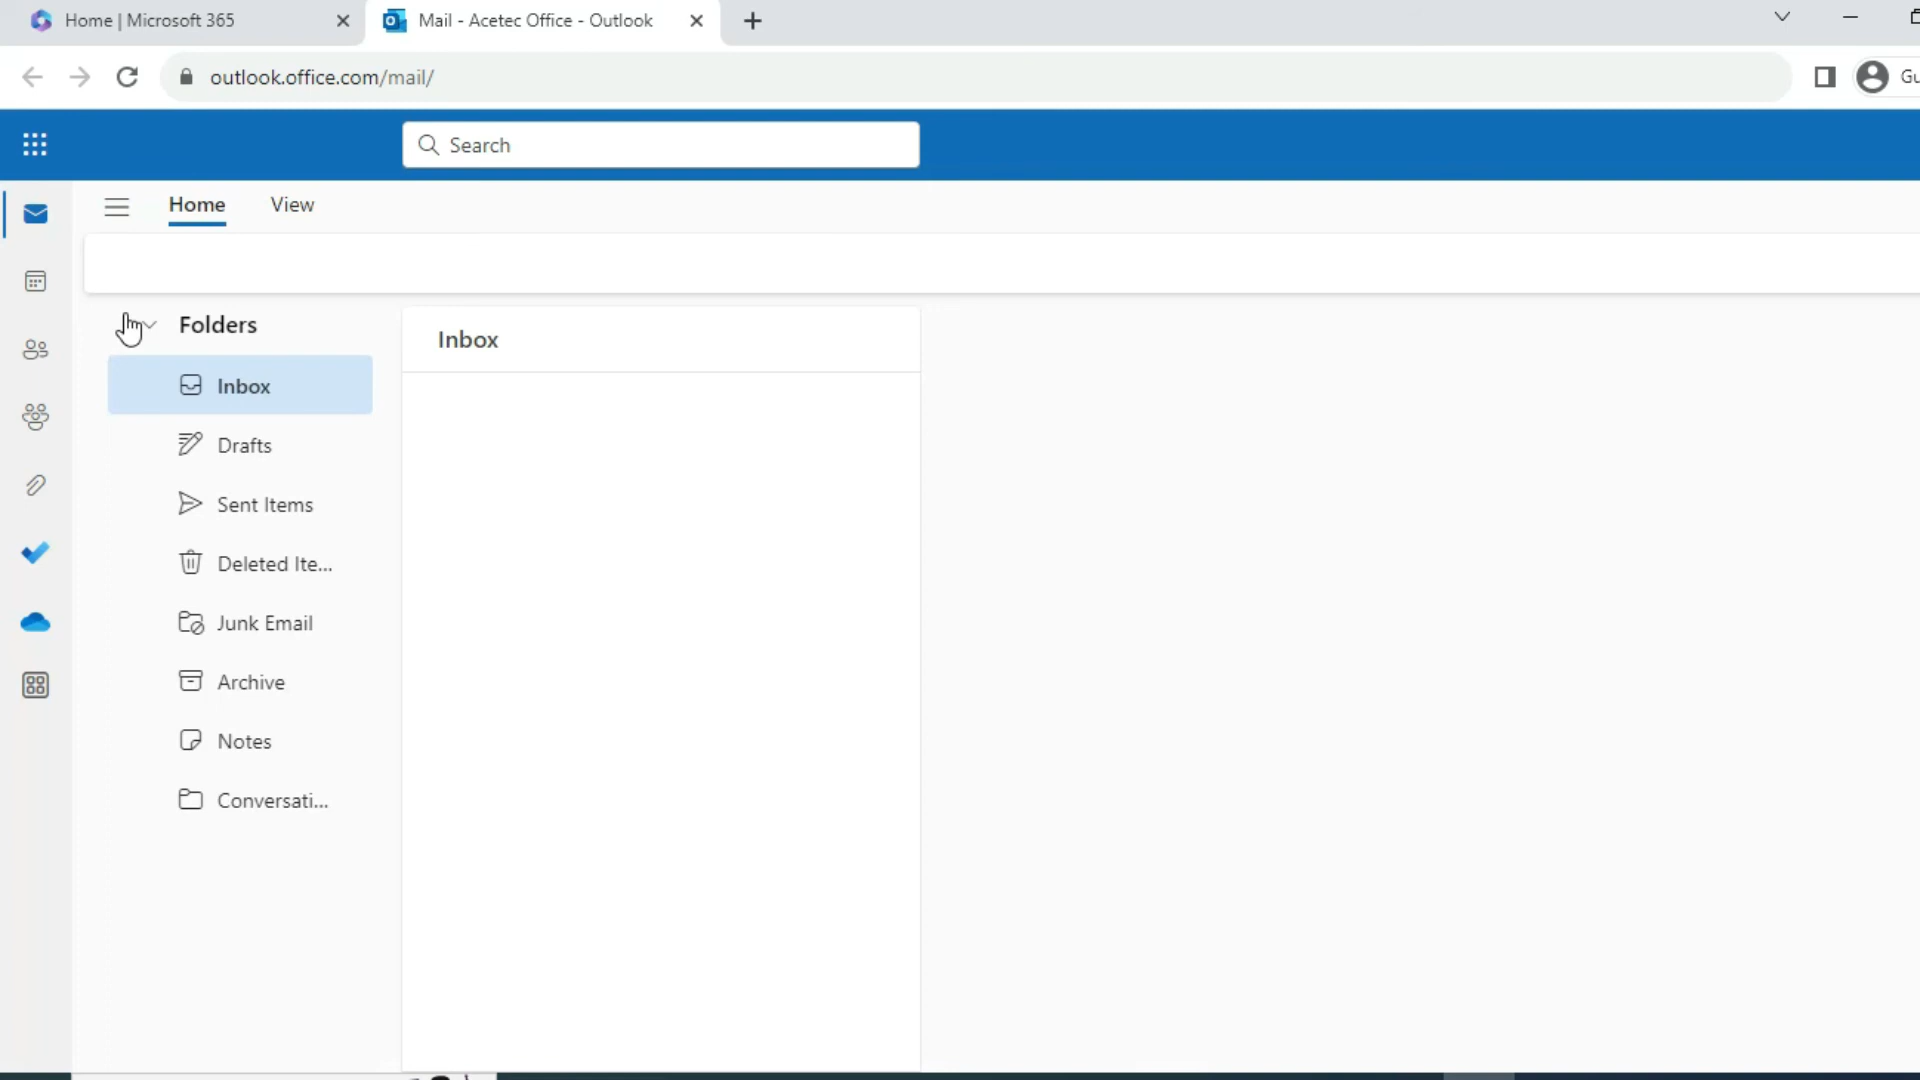 Home | Microsoft 365
Mail - Acetec Office - Outlook
outlook.office.com/mail/
Gu
Search
Home
View
Folders
Inbox
Drafts
Sent Items
Deleted Ite...
Junk Email
Archive
Notes
Conversati...
Inbox